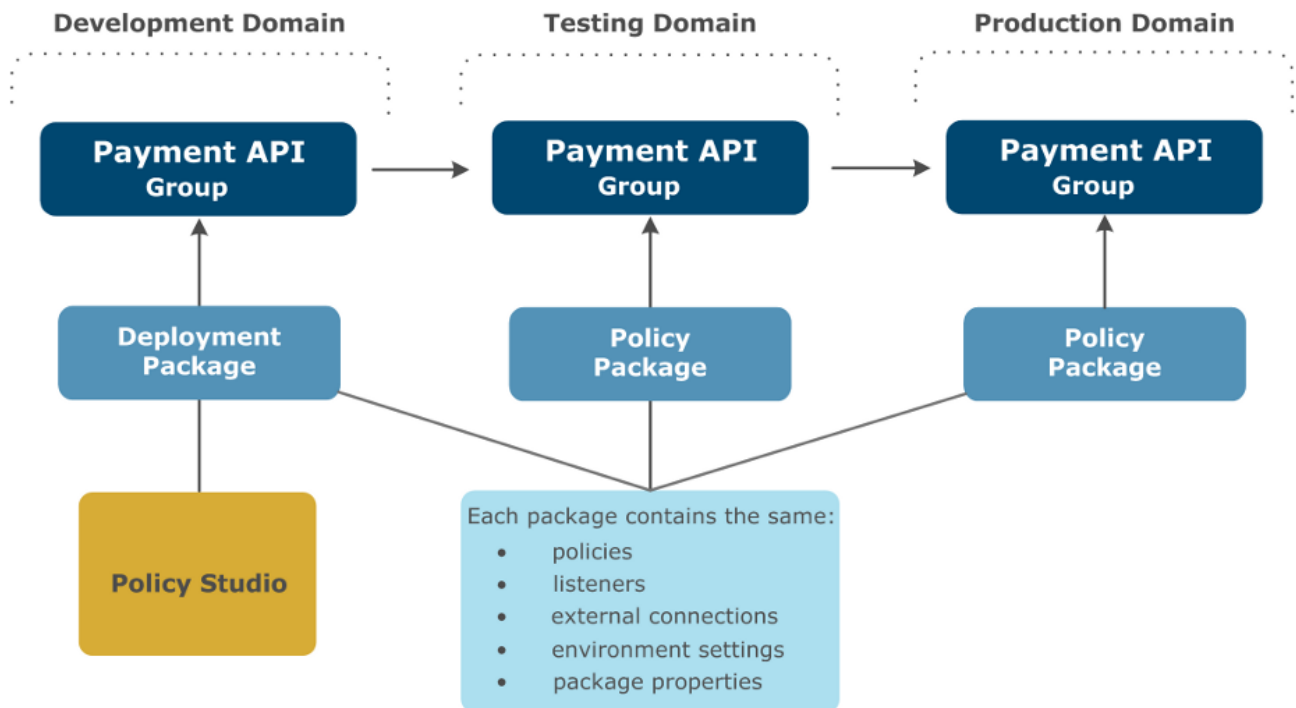 Development Domain
Testing Domain
Production Domain
Payment API
Group
Payment API
Group
Payment API
Group
Deployment
Package
Policy
Package
Policy
Package
Policy Studio
Each package contains the same:
• policies
• listeners
• external connections
• environment settings
• package properties